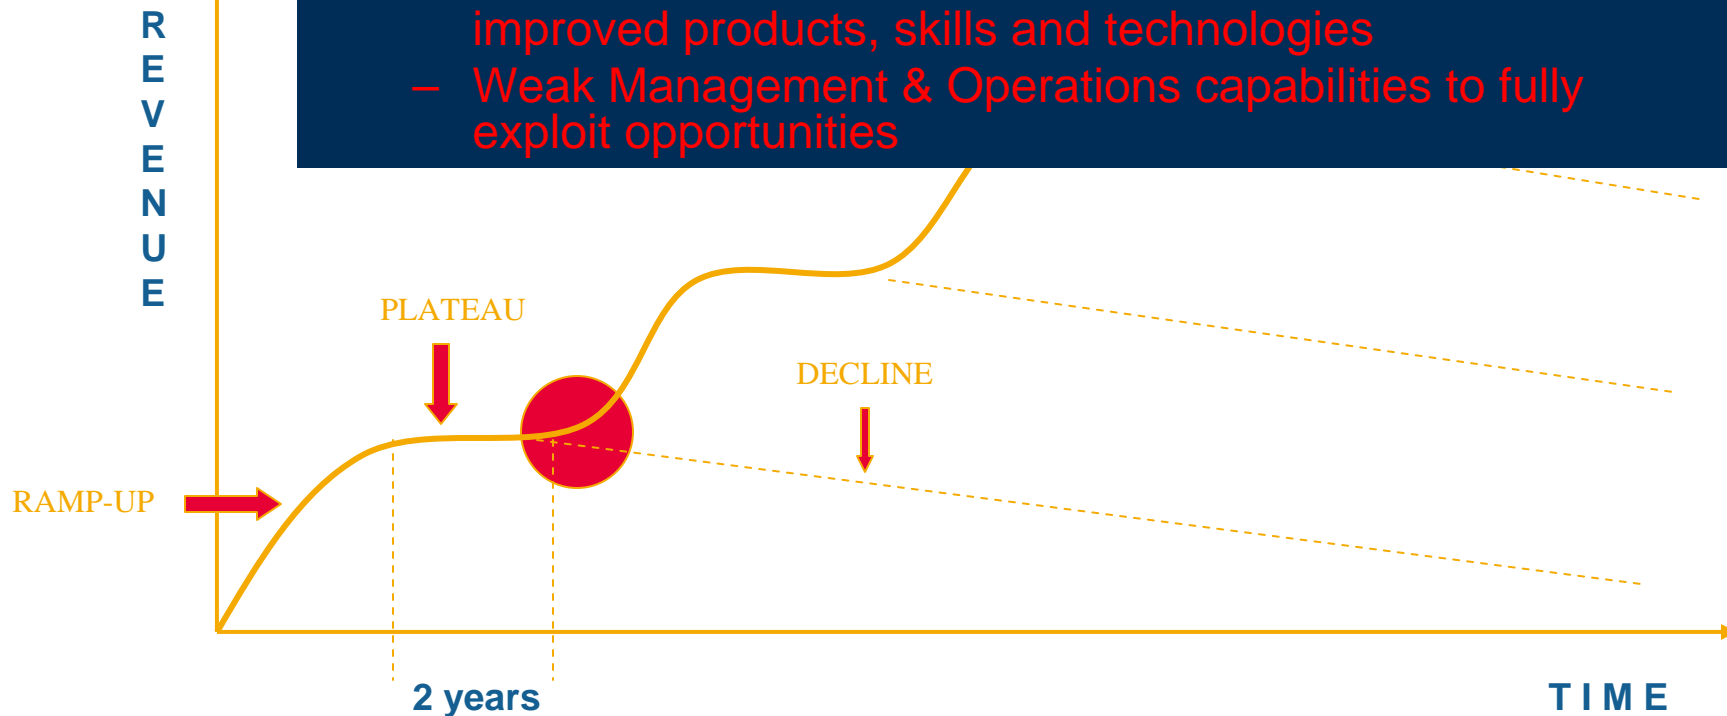 improved products, skills and technologies
– Weak Management & Operations capabilities to fully
exploit opportunities
R
E
V
E
N
U
E
PLATEAU
DECLINE
RAMP-UP
2 years
T I M E